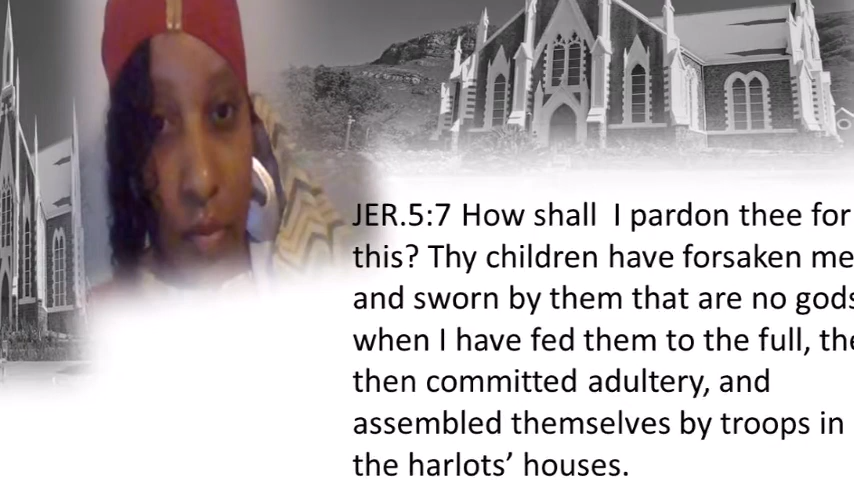 JER.5:7 How shall I pardon thee for
this? Thy children have forsaken me
and sworn by them that are no gods
when I have fed them to the full,
then committed adultery, and
assembled themselves by troops in
the harlots’ houses.